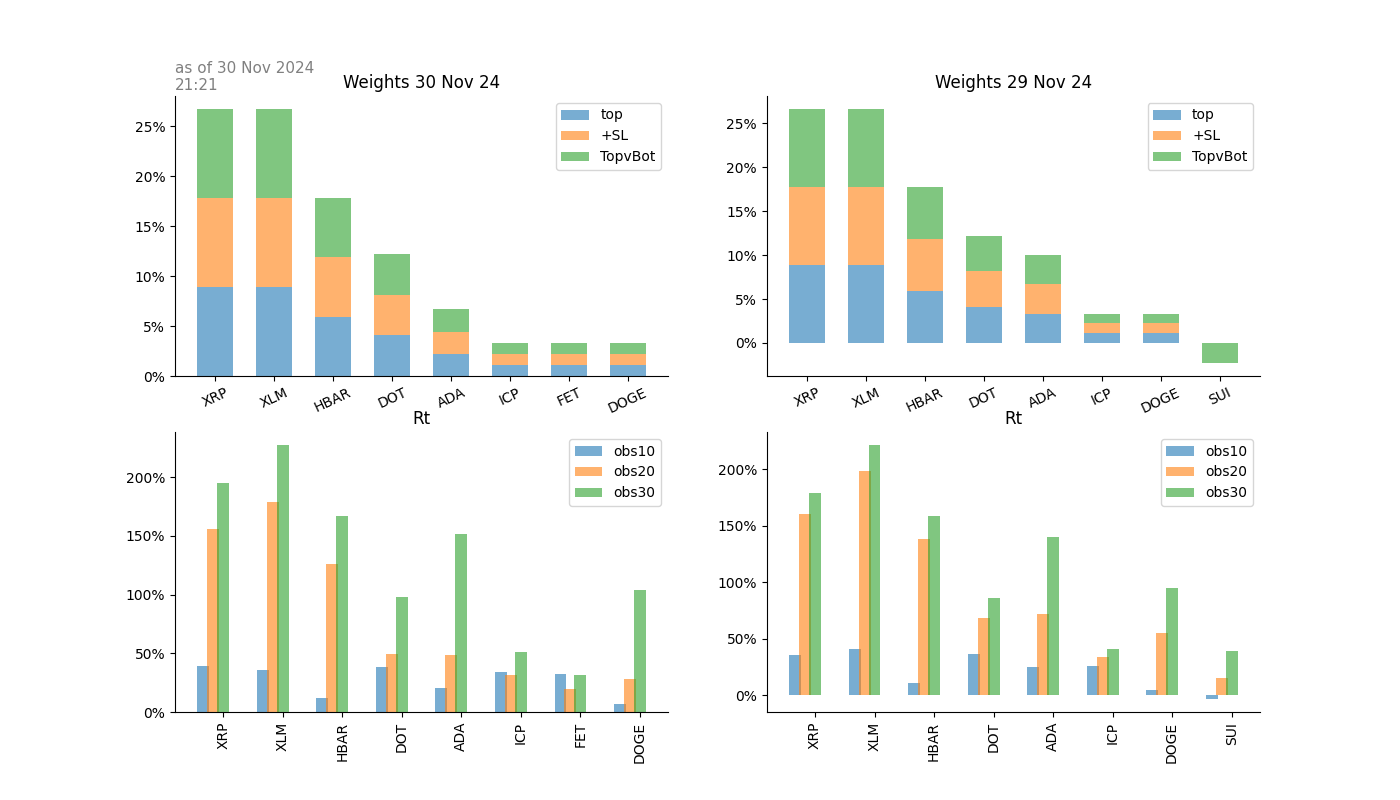 as of 30 Nov 2024
21:21
Weights 30 Nov 24
25%
20%
15%
10%
5%
0%
top
+SL
TopvBot
XRP
XLM
HBAR
DOT
ADA
ICP
FET
DOGE
Weights 29 Nov 24
25%
20%
15%
10%
5%
0%
top
+SL
TopvBot
XRP
XLM
HBAR
DOT
ADA
ICP
DOGE
SUI
Rt
200%
150%
100%
50%
0%
obs10
obs20
obs30
XRP
XLM
HBAR
DOT
ADA
ICP
FET
DOGE
Rt
200%
150%
100%
50%
0%
obs10
obs20
obs30
XRP
XLM
HBAR
DOT
ADA
ICP
DOGE
SUI